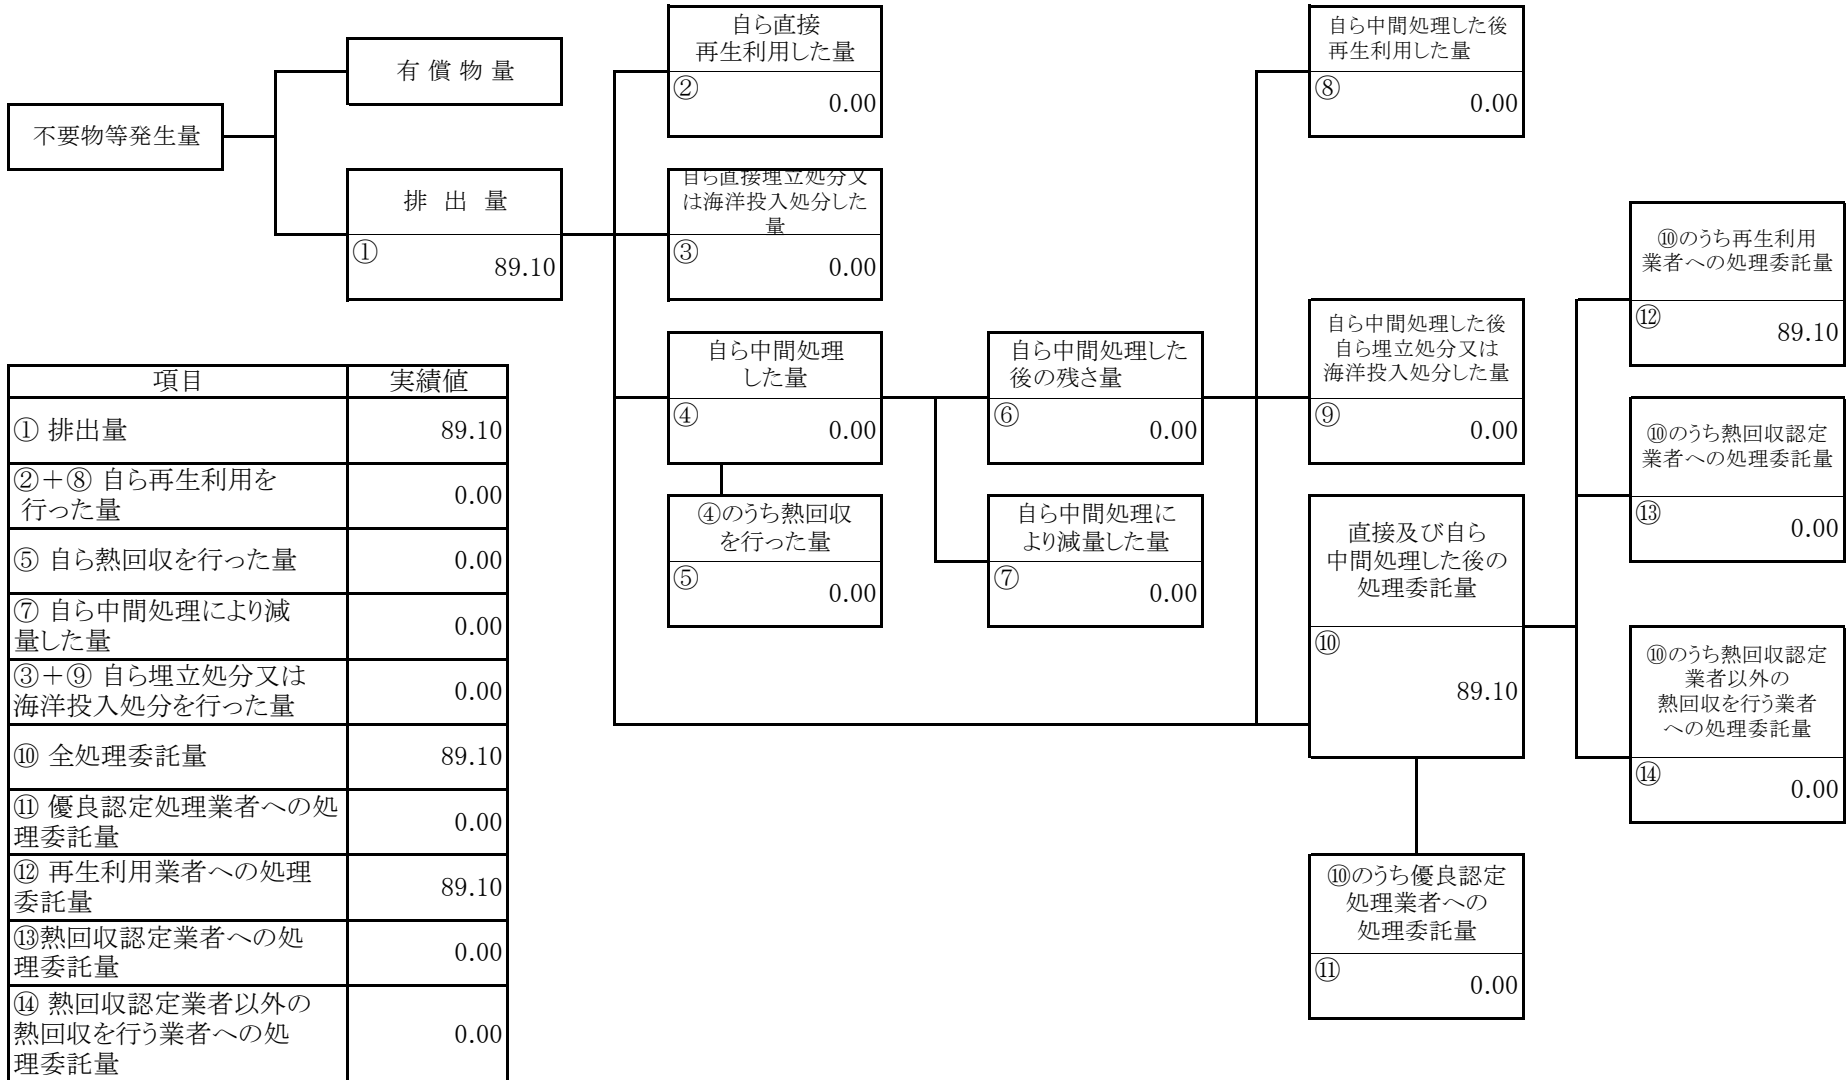 不要物等発生量
有 償 物 量
排 出 量
①
89.10
自ら直接
再生利用した量
②
0.00
自ら直接埋立処分又
は海洋投入処分した
量
③
0.00
自ら中間処理
した量
④
0.00
④のうち熱回収
を行った量
⑤
0.00
自ら中間処理した
後の残さ量
⑥
0.00
自ら中間処理に
より減量した量
⑦
0.00
自ら中間処理した後
再生利用した量
⑧
0.00
自ら中間処理した後
自ら埋立処分又は
海洋投入処分した量
⑨
0.00
直接及び自ら
中間処理した後の
処理委託量
⑩
89.10
⑩のうち優良認定
処理業者への
処理委託量
⑪
0.00
⑩のうち再生利用
業者への処理委託量
⑫
89.10
⑩のうち熱回収認定
業者への処理委託量
⑬
0.00
⑩のうち熱回収認定
業者以外の
熱回収を行う業者
への処理委託量
⑭
0.00
項目 実績値
① 排出量 89.10
②＋⑧ 自ら再生利用を
行った量
0.00
⑤ 自ら熱回収を行った量 0.00
⑦ 自ら中間処理により減
量した量
0.00
③＋⑨ 自ら埋立処分又は
海洋投入処分を行った量
0.00
⑩ 全処理委託量 89.10
⑪ 優良認定処理業者への処
理委託量
0.00
⑫ 再生利用業者への処理
委託量
89.10
⑬熱回収認定業者への処
理委託量
0.00
⑭ 熱回収認定業者以外の
熱回収を行う業者への処
理委託量
0.00